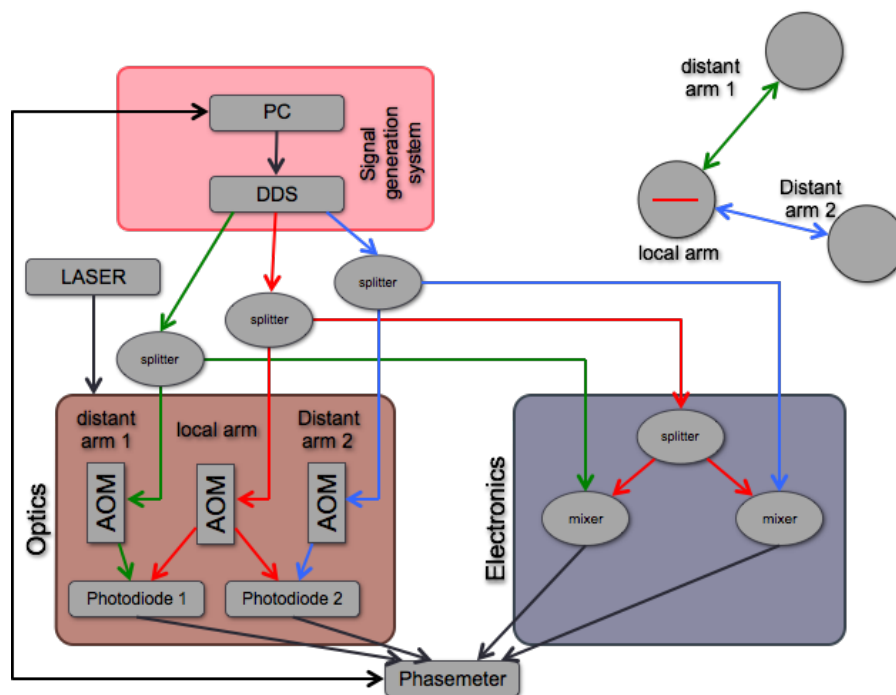 distant
arm 1
PC
Signal
generation
system
DDS
Distant
arm 2
local arm
LASER
splitter
splitter
splitter
distant
arm 1
local arm
Distant
arm 2
splitter
AOM
AOM
AOM
Optics
mixer
mixer
Electronics
Photodiode 1
Photodiode 2
Phasemeter